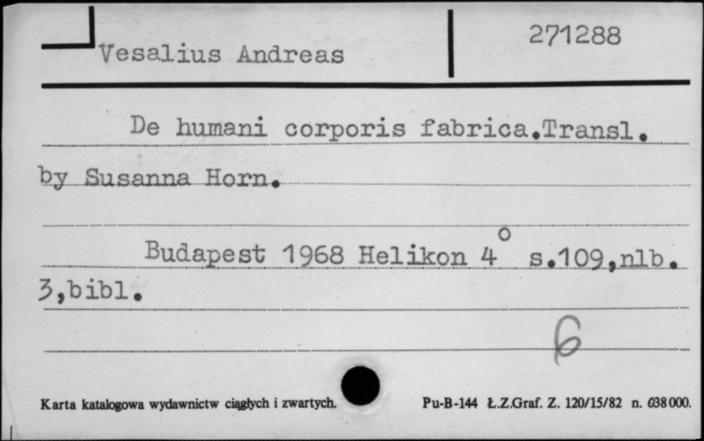 Vesalius Andreas
271288
De humani corporis fabrica.Transl.
by Susanna Horn.
Budapest 1968 Helikon 4° s.109,nlb.
3,bibl.
6
Karta katalogowa wydawnictw ciągłych i zwartych.
Pu-B-144 Ł.Z.Graf. Z. 120/15/82 n. 638000.